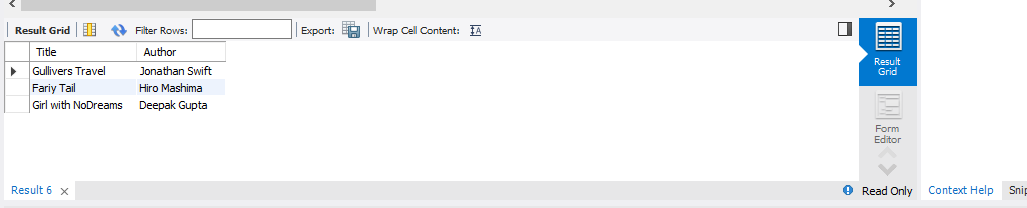 Result Grid Filter Rows: Export: Wrap Cell Content:
Title Author
Gullivers Travel Jonathan Swift
Fariy Tail Hiro Mashima
Girl with NoDreams Deepak Gupta
Result
Grid
Form
Editor
Result 6 Read Only Context Help Snip